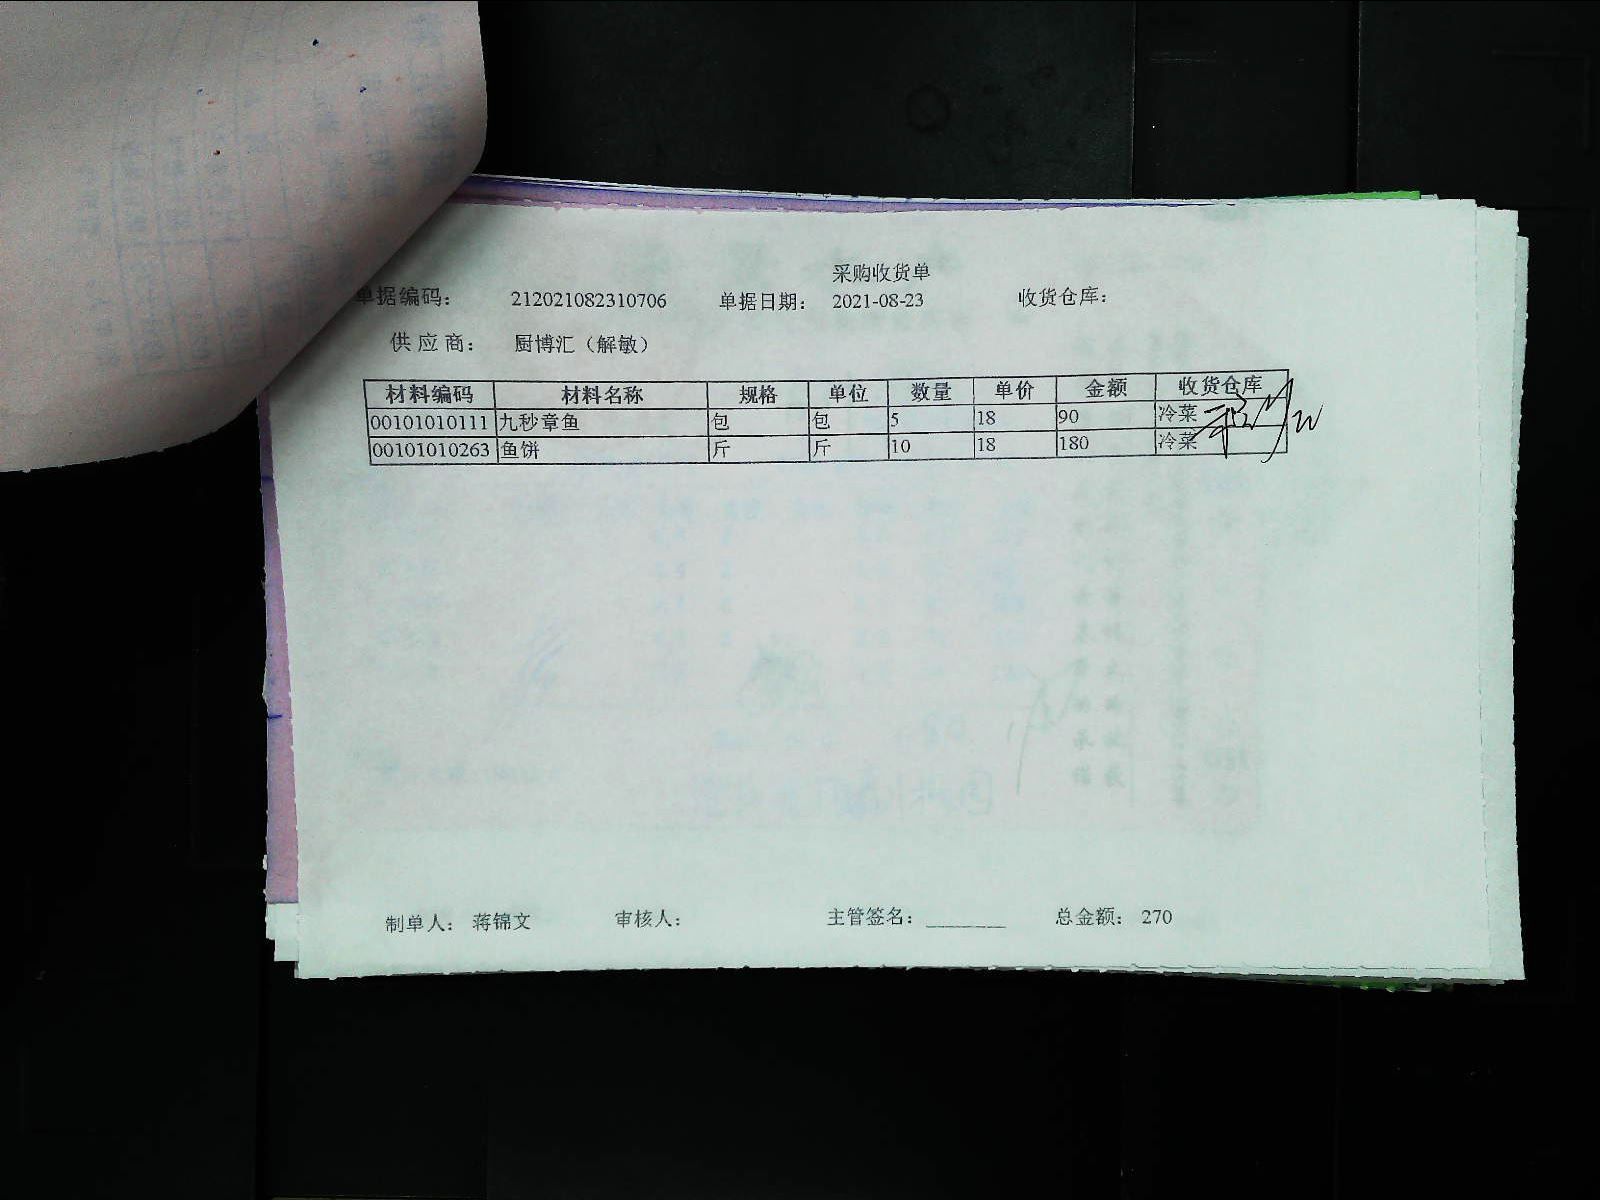 采购收货单
单据编码： 212021082310706 单据日期： 2021-08-23 收货仓库：
供应商： 厨博汇（解敏）
材料编码 材料名称 规格 单位 数量 单价 金额 收货仓库
00101010111 九秒章鱼 包 包 5 18 90 冷菜
00101010263 鱼饼 斤 斤 10 18 180 冷菜
制单人： 蒋锦文 审核人： 主管签名： ________ 总金额： 270